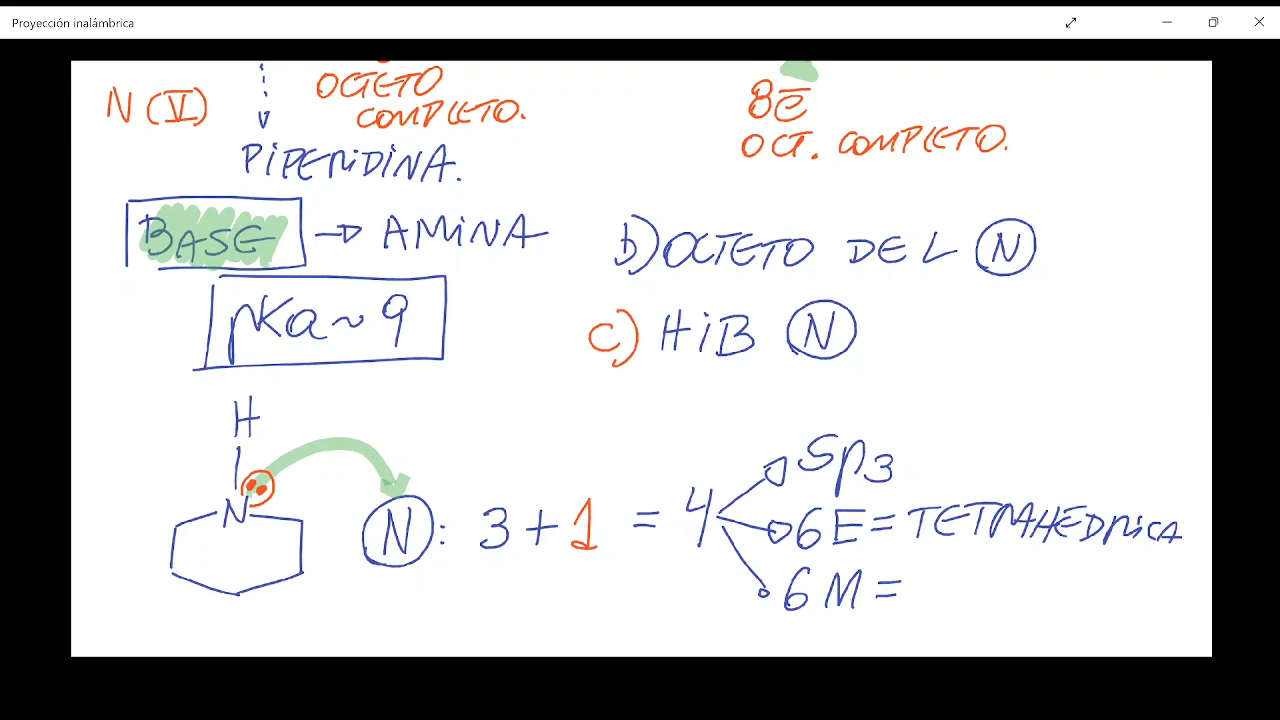 Proyección inalámbrica
N (V)
OCTETO
COMPLETO.
PIPERIDINA.
8e̅
OCT. COMPLETO.
BASE → AMINA
pKa ~ 9
b) OCTETO DEL N
c) HiB N
H
N
N: 3 + 1 = 4
Sp3
6E = TETRAHEDRICA
6M =